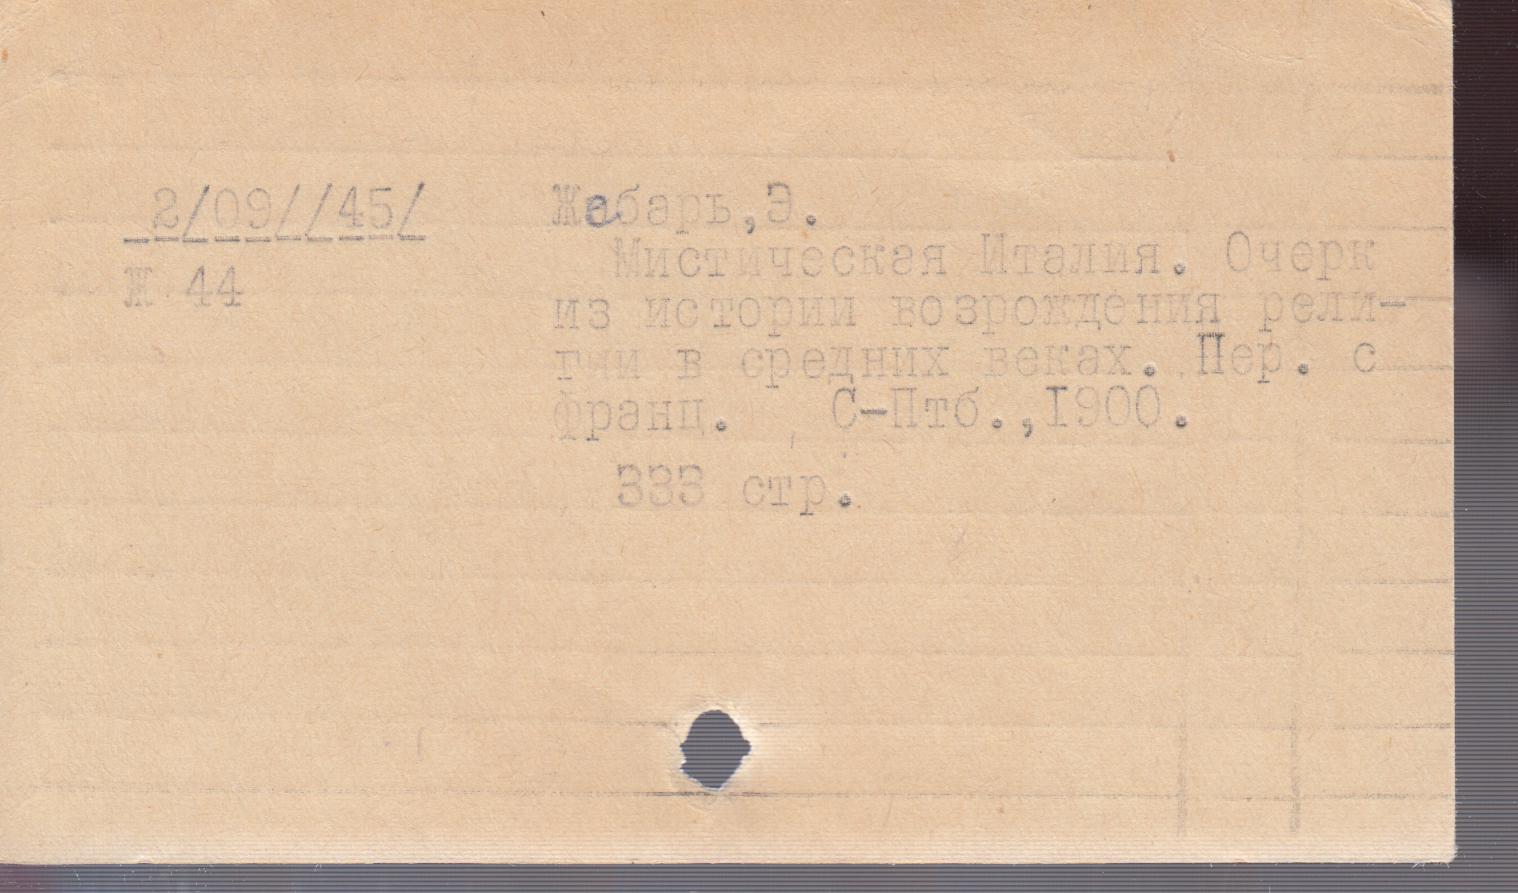 2/09//45/
Ж 44
Жебарь,Э.
Мистическая Италия. Очерк
из истории возрождения рели-
гии в средних веках. Пер. с
франц. С-Птб.,1900.
333 стр.